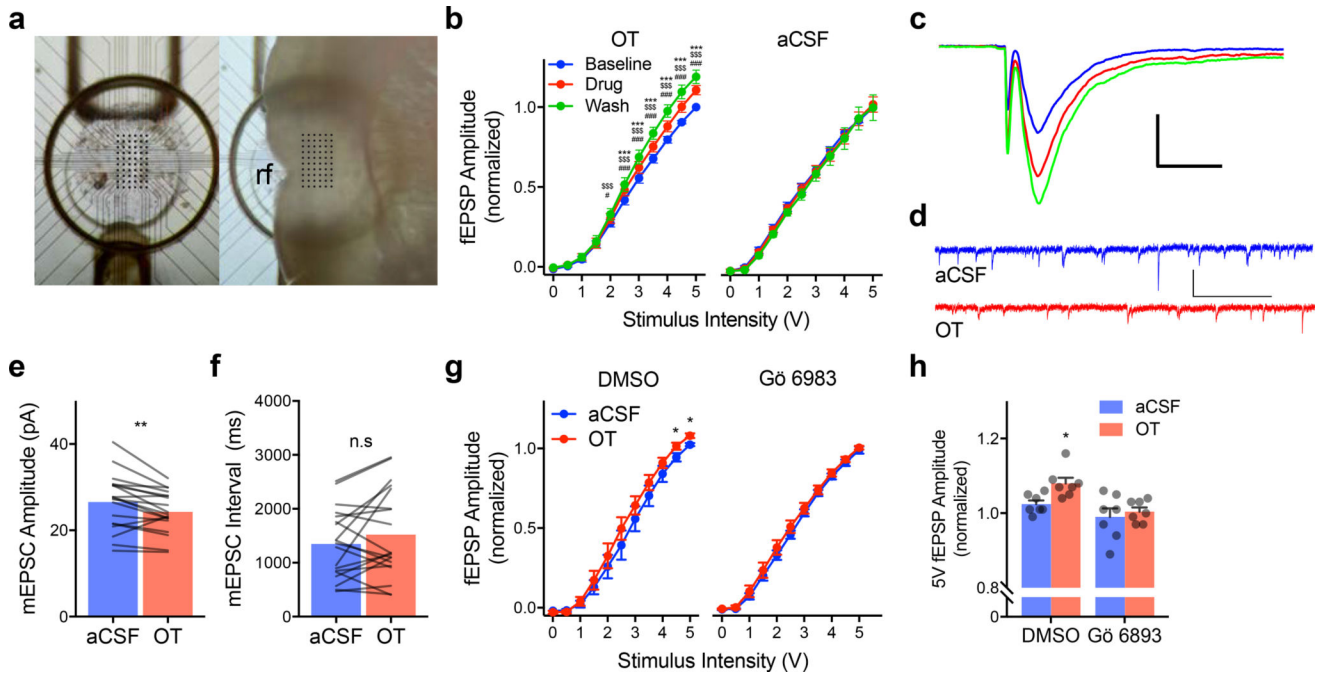 a
rf
b
OT
aCSF
Baseline
Drug
Wash
fEPSP Amplitude
(normalized)
1.0
0.5
0.0
$$$
#
***
$$$
###
***
$$$
###
***
$$$
###
***
$$$
###
***
$$$
###
***
$$$
###
0 1 2 3 4 5
0 1 2 3 4 5
Stimulus Intensity (V)
c
d
aCSF
OT
e
mEPSC Amplitude (pA)
40
20
0
**
aCSF OT
f
mEPSC Interval (ms)
4000
3000
2000
1000
0
n.s
aCSF OT
g
DMSO
Gö 6983
aCSF
OT
* *
fEPSP Amplitude
(normalized)
1.0
0.5
0.0
0 1 2 3 4 5
0 1 2 3 4 5
Stimulus Intensity (V)
h
aCSF
OT
5V fEPSP Amplitude
(normalized)
1.2
1.0
0.8
0
*
DMSO Gö 6893